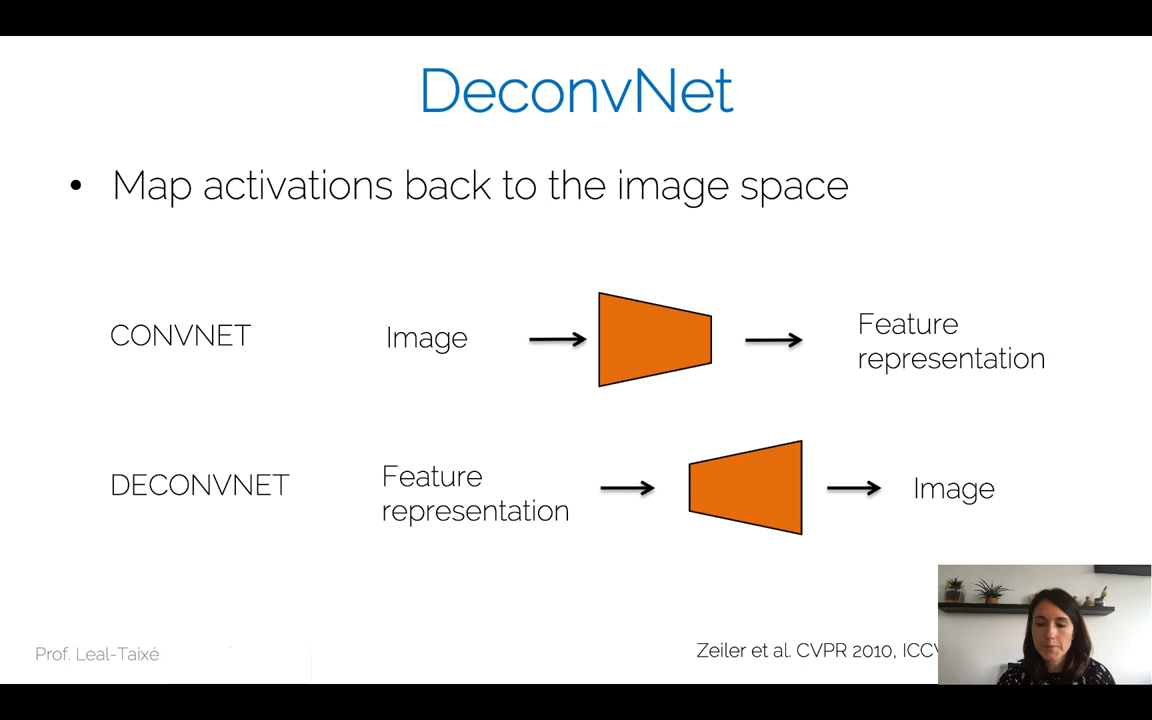 DeconvNet
• Map activations back to the image space
CONVNET
Image
Feature
representation
DECONVNET
Feature
representation
Image
Prof. Leal-Taixé
Zeiler et al. CVPR 2010,